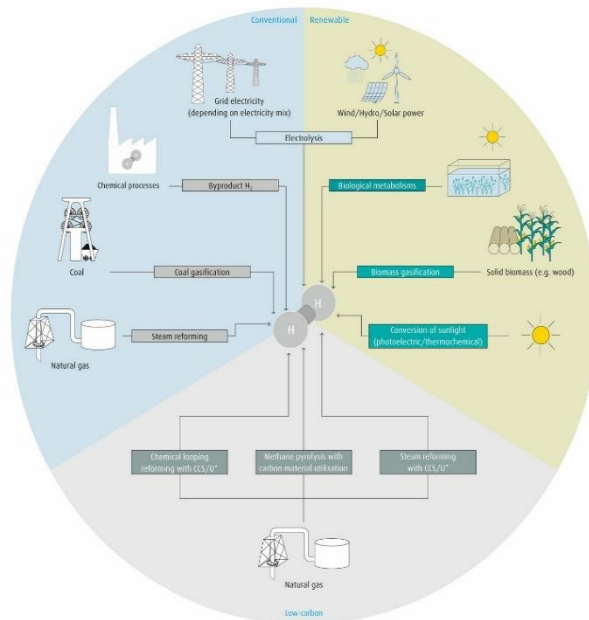 Conventional
Renewable
Grid electricity
(depending on electricity mix)
Wind/Hydro/Solar power
Electrolysis
Chemical processes
Byproduct H₂
Biological metabolisms
Coal
Coal gasification
Biomass gasification
Solid biomass (e.g. wood)
H
H
Steam reforming
Conversion of sunlight
(photoelectric/thermochemical)
Natural gas
Chemical looping
reforming with CCS/U*
Methane pyrolysis with
carbon material utilisation
Steam reforming
with CCS/U*
Natural gas
Low-carbon